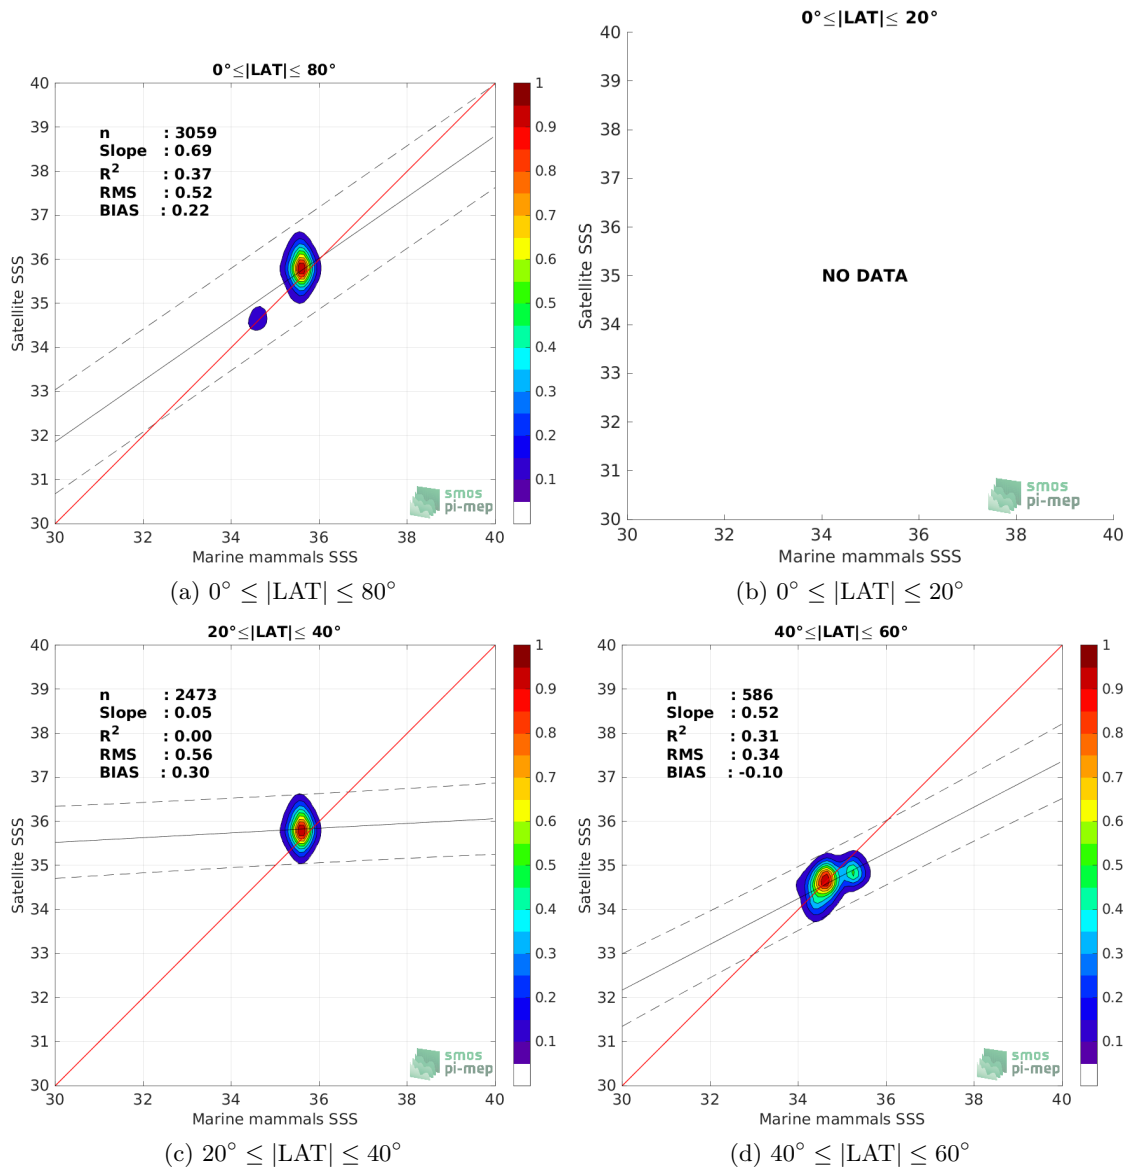 0°≤|LAT|≤ 80°
40
39
38
37
36
35
34
33
32
31
30
Satellite SSS
n : 3059
Slope : 0.69
R² : 0.37
RMS : 0.52
BIAS : 0.22
smos
pi-mep
30 32 34 36 38 40
Marine mammals SSS
1
0.9
0.8
0.7
0.6
0.5
0.4
0.3
0.2
0.1
(a) 0° ≤ |LAT| ≤ 80°
0°≤|LAT|≤ 20°
40
39
38
37
36
35
34
33
32
31
30
Satellite SSS
NO DATA
smos
pi-mep
30 32 34 36 38 40
Marine mammals SSS
(b) 0° ≤ |LAT| ≤ 20°
20°≤|LAT|≤ 40°
40
39
38
37
36
35
34
33
32
31
30
Satellite SSS
n : 2473
Slope : 0.05
R² : 0.00
RMS : 0.56
BIAS : 0.30
smos
pi-mep
30 32 34 36 38 40
Marine mammals SSS
1
0.9
0.8
0.7
0.6
0.5
0.4
0.3
0.2
0.1
(c) 20° ≤ |LAT| ≤ 40°
40°≤|LAT|≤ 60°
40
39
38
37
36
35
34
33
32
31
30
Satellite SSS
n : 586
Slope : 0.52
R² : 0.31
RMS : 0.34
BIAS : -0.10
smos
pi-mep
30 32 34 36 38 40
Marine mammals SSS
1
0.9
0.8
0.7
0.6
0.5
0.4
0.3
0.2
0.1
(d) 40° ≤ |LAT| ≤ 60°